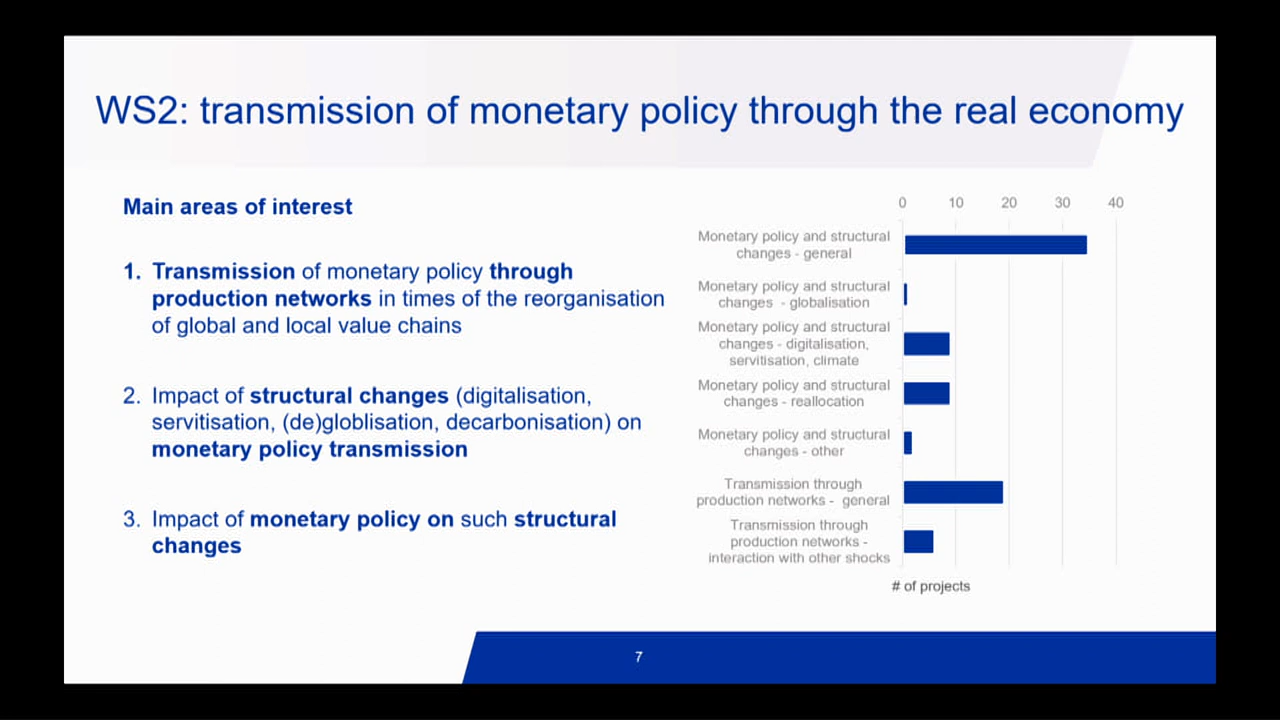 WS2: transmission of monetary policy through the real economy
Main areas of interest
1. Transmission of monetary policy through
production networks in times of the reorganisation
of global and local value chains
2. Impact of structural changes (digitalisation,
servitisation, (de)globlisation, decarbonisation) on
monetary policy transmission
3. Impact of monetary policy on such structural
changes
0 10 20 30 40
Monetary policy and structural
changes - general
Monetary policy and structural
changes - globalisation
Monetary policy and structural
changes - digitalisation,
servitisation, climate
Monetary policy and structural
changes - reallocation
Monetary policy and structural
changes - other
Transmission through
production networks - general
Transmission through
production networks -
interaction with other shocks
# of projects
7